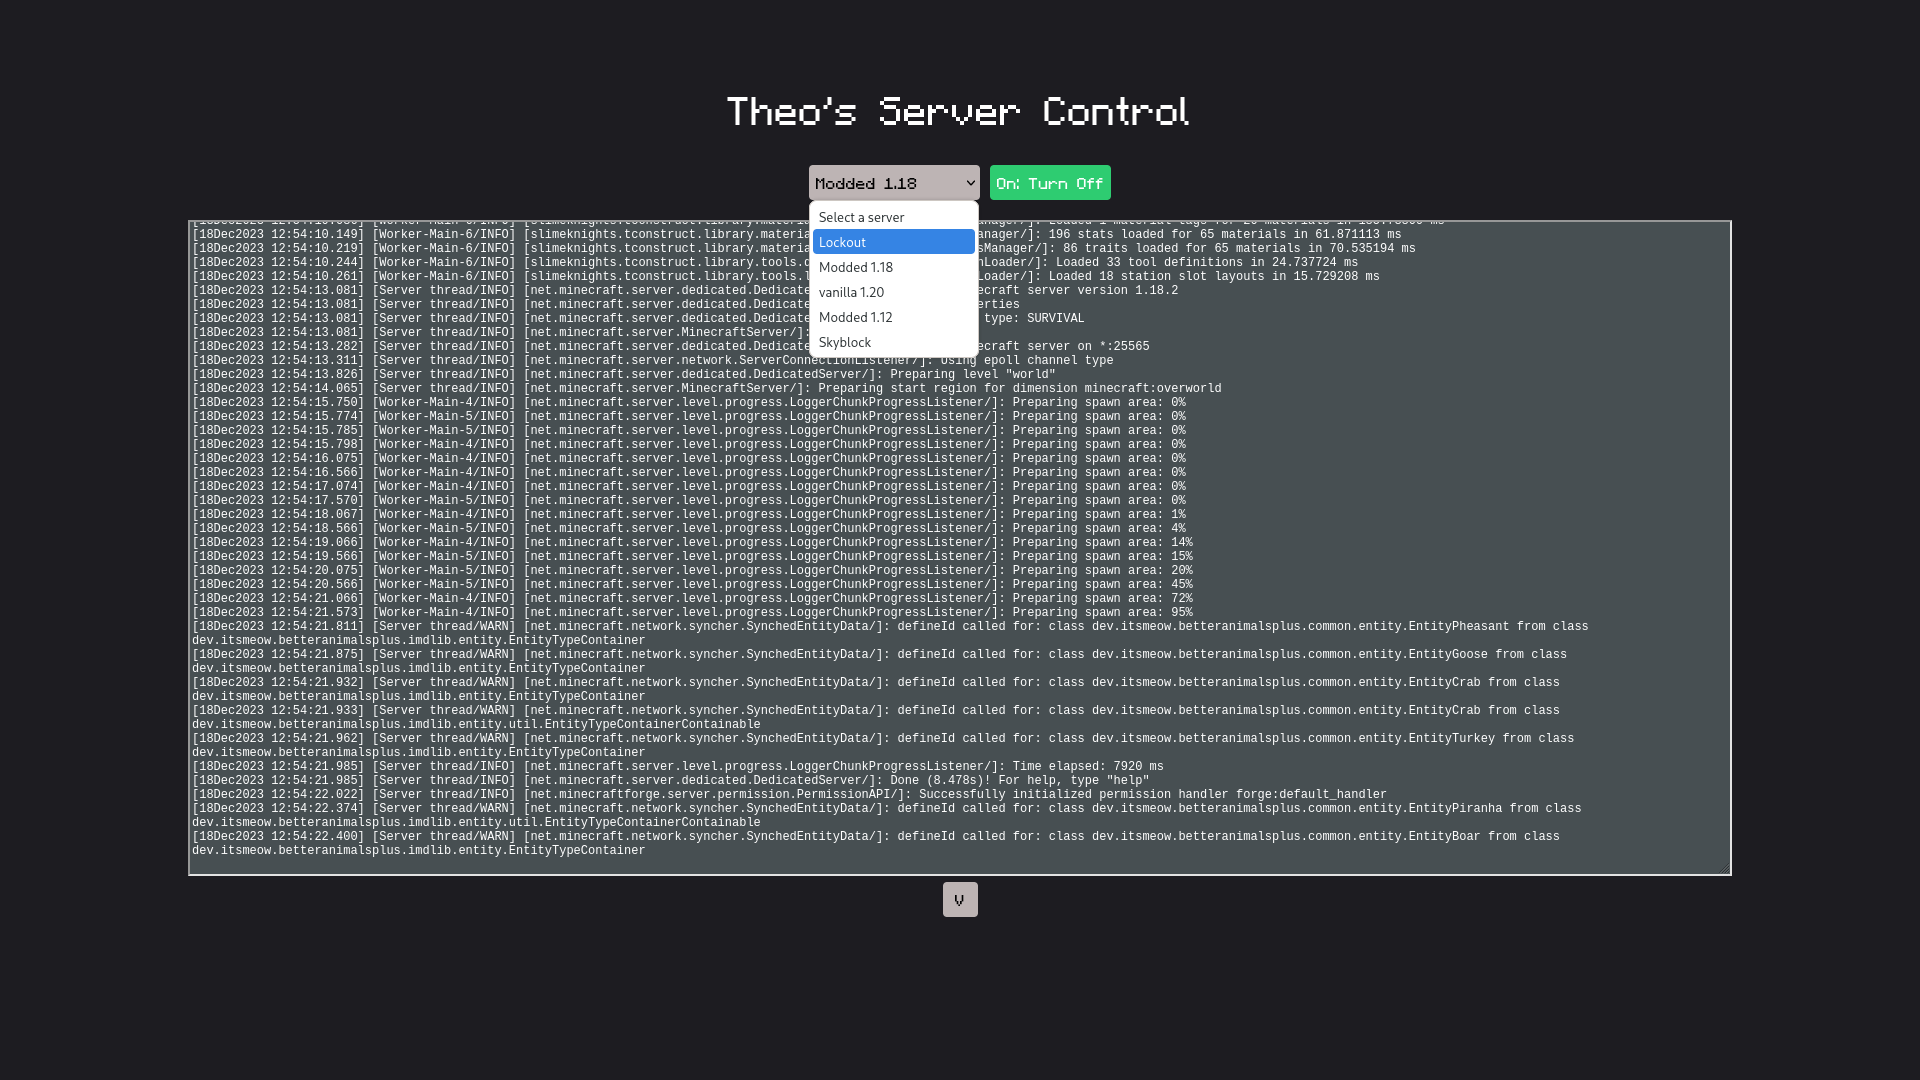 Theo's Server Control
Modded 1.18
On: Turn Off
Select a server
Lockout
Modded 1.18
vanilla 1.20
Modded 1.12
Skyblock
[18Dec2023 12:54:10.149] [Worker-Main-6/INFO] [slimeknights.tconstruct.library.materia anager/]: 196 stats loaded for 65 materials in 61.871113 ms
[18Dec2023 12:54:10.219] [Worker-Main-6/INFO] [slimeknights.tconstruct.library.materia sManager/]: 86 traits loaded for 65 materials in 70.535194 ms
[18Dec2023 12:54:10.244] [Worker-Main-6/INFO] [slimeknights.tconstruct.library.tools.d nLoader/]: Loaded 33 tool definitions in 24.737724 ms
[18Dec2023 12:54:10.261] [Worker-Main-6/INFO] [slimeknights.tconstruct.library.tools.l Loader/]: Loaded 18 station slot layouts in 15.729208 ms
[18Dec2023 12:54:13.081] [Server thread/INFO] [net.minecraft.server.dedicated.Dedicate ecraft server version 1.18.2
[18Dec2023 12:54:13.081] [Server thread/INFO] [net.minecraft.server.dedicated.Dedicate erties
[18Dec2023 12:54:13.081] [Server thread/INFO] [net.minecraft.server.dedicated.Dedicate type: SURVIVAL
[18Dec2023 12:54:13.081] [Server thread/INFO] [net.minecraft.server.MinecraftServer/]:
[18Dec2023 12:54:13.282] [Server thread/INFO] [net.minecraft.server.dedicated.Dedicate ecraft server on *:25565
[18Dec2023 12:54:13.311] [Server thread/INFO] [net.minecraft.server.network.ServerConnectionListener/]: Using epoll channel type
[18Dec2023 12:54:13.826] [Server thread/INFO] [net.minecraft.server.dedicated.DedicatedServer/]: Preparing level "world"
[18Dec2023 12:54:14.065] [Server thread/INFO] [net.minecraft.server.MinecraftServer/]: Preparing start region for dimension minecraft:overworld
[18Dec2023 12:54:15.750] [Worker-Main-4/INFO] [net.minecraft.server.level.progress.LoggerChunkProgressListener/]: Preparing spawn area: 0%
[18Dec2023 12:54:15.774] [Worker-Main-5/INFO] [net.minecraft.server.level.progress.LoggerChunkProgressListener/]: Preparing spawn area: 0%
[18Dec2023 12:54:15.785] [Worker-Main-5/INFO] [net.minecraft.server.level.progress.LoggerChunkProgressListener/]: Preparing spawn area: 0%
[18Dec2023 12:54:15.798] [Worker-Main-4/INFO] [net.minecraft.server.level.progress.LoggerChunkProgressListener/]: Preparing spawn area: 0%
[18Dec2023 12:54:16.075] [Worker-Main-4/INFO] [net.minecraft.server.level.progress.LoggerChunkProgressListener/]: Preparing spawn area: 0%
[18Dec2023 12:54:16.566] [Worker-Main-4/INFO] [net.minecraft.server.level.progress.LoggerChunkProgressListener/]: Preparing spawn area: 0%
[18Dec2023 12:54:17.074] [Worker-Main-4/INFO] [net.minecraft.server.level.progress.LoggerChunkProgressListener/]: Preparing spawn area: 0%
[18Dec2023 12:54:17.570] [Worker-Main-5/INFO] [net.minecraft.server.level.progress.LoggerChunkProgressListener/]: Preparing spawn area: 0%
[18Dec2023 12:54:18.067] [Worker-Main-4/INFO] [net.minecraft.server.level.progress.LoggerChunkProgressListener/]: Preparing spawn area: 1%
[18Dec2023 12:54:18.566] [Worker-Main-5/INFO] [net.minecraft.server.level.progress.LoggerChunkProgressListener/]: Preparing spawn area: 4%
[18Dec2023 12:54:19.066] [Worker-Main-4/INFO] [net.minecraft.server.level.progress.LoggerChunkProgressListener/]: Preparing spawn area: 14%
[18Dec2023 12:54:19.566] [Worker-Main-5/INFO] [net.minecraft.server.level.progress.LoggerChunkProgressListener/]: Preparing spawn area: 15%
[18Dec2023 12:54:20.075] [Worker-Main-5/INFO] [net.minecraft.server.level.progress.LoggerChunkProgressListener/]: Preparing spawn area: 20%
[18Dec2023 12:54:20.566] [Worker-Main-5/INFO] [net.minecraft.server.level.progress.LoggerChunkProgressListener/]: Preparing spawn area: 45%
[18Dec2023 12:54:21.066] [Worker-Main-4/INFO] [net.minecraft.server.level.progress.LoggerChunkProgressListener/]: Preparing spawn area: 72%
[18Dec2023 12:54:21.573] [Worker-Main-4/INFO] [net.minecraft.server.level.progress.LoggerChunkProgressListener/]: Preparing spawn area: 95%
[18Dec2023 12:54:21.811] [Server thread/WARN] [net.minecraft.network.syncher.SynchedEntityData/]: defineId called for: class dev.itsmeow.betteranimalsplus.common.entity.EntityPheasant from class
dev.itsmeow.betteranimalsplus.imdlib.entity.EntityTypeContainer
[18Dec2023 12:54:21.875] [Server thread/WARN] [net.minecraft.network.syncher.SynchedEntityData/]: defineId called for: class dev.itsmeow.betteranimalsplus.common.entity.EntityGoose from class
dev.itsmeow.betteranimalsplus.imdlib.entity.EntityTypeContainer
[18Dec2023 12:54:21.932] [Server thread/WARN] [net.minecraft.network.syncher.SynchedEntityData/]: defineId called for: class dev.itsmeow.betteranimalsplus.common.entity.EntityCrab from class
dev.itsmeow.betteranimalsplus.imdlib.entity.EntityTypeContainer
[18Dec2023 12:54:21.933] [Server thread/WARN] [net.minecraft.network.syncher.SynchedEntityData/]: defineId called for: class dev.itsmeow.betteranimalsplus.common.entity.EntityCrab from class
dev.itsmeow.betteranimalsplus.imdlib.entity.util.EntityTypeContainerContainable
[18Dec2023 12:54:21.962] [Server thread/WARN] [net.minecraft.network.syncher.SynchedEntityData/]: defineId called for: class dev.itsmeow.betteranimalsplus.common.entity.EntityTurkey from class
dev.itsmeow.betteranimalsplus.imdlib.entity.EntityTypeContainer
[18Dec2023 12:54:21.985] [Server thread/INFO] [net.minecraft.server.level.progress.LoggerChunkProgressListener/]: Time elapsed: 7920 ms
[18Dec2023 12:54:21.985] [Server thread/INFO] [net.minecraft.server.dedicated.DedicatedServer/]: Done (8.478s)! For help, type "help"
[18Dec2023 12:54:22.022] [Server thread/INFO] [net.minecraftforge.server.permission.PermissionAPI/]: Successfully initialized permission handler forge:default_handler
[18Dec2023 12:54:22.374] [Server thread/WARN] [net.minecraft.network.syncher.SynchedEntityData/]: defineId called for: class dev.itsmeow.betteranimalsplus.common.entity.EntityPiranha from class
dev.itsmeow.betteranimalsplus.imdlib.entity.util.EntityTypeContainerContainable
[18Dec2023 12:54:22.400] [Server thread/WARN] [net.minecraft.network.syncher.SynchedEntityData/]: defineId called for: class dev.itsmeow.betteranimalsplus.common.entity.EntityBoar from class
dev.itsmeow.betteranimalsplus.imdlib.entity.EntityTypeContainer
V